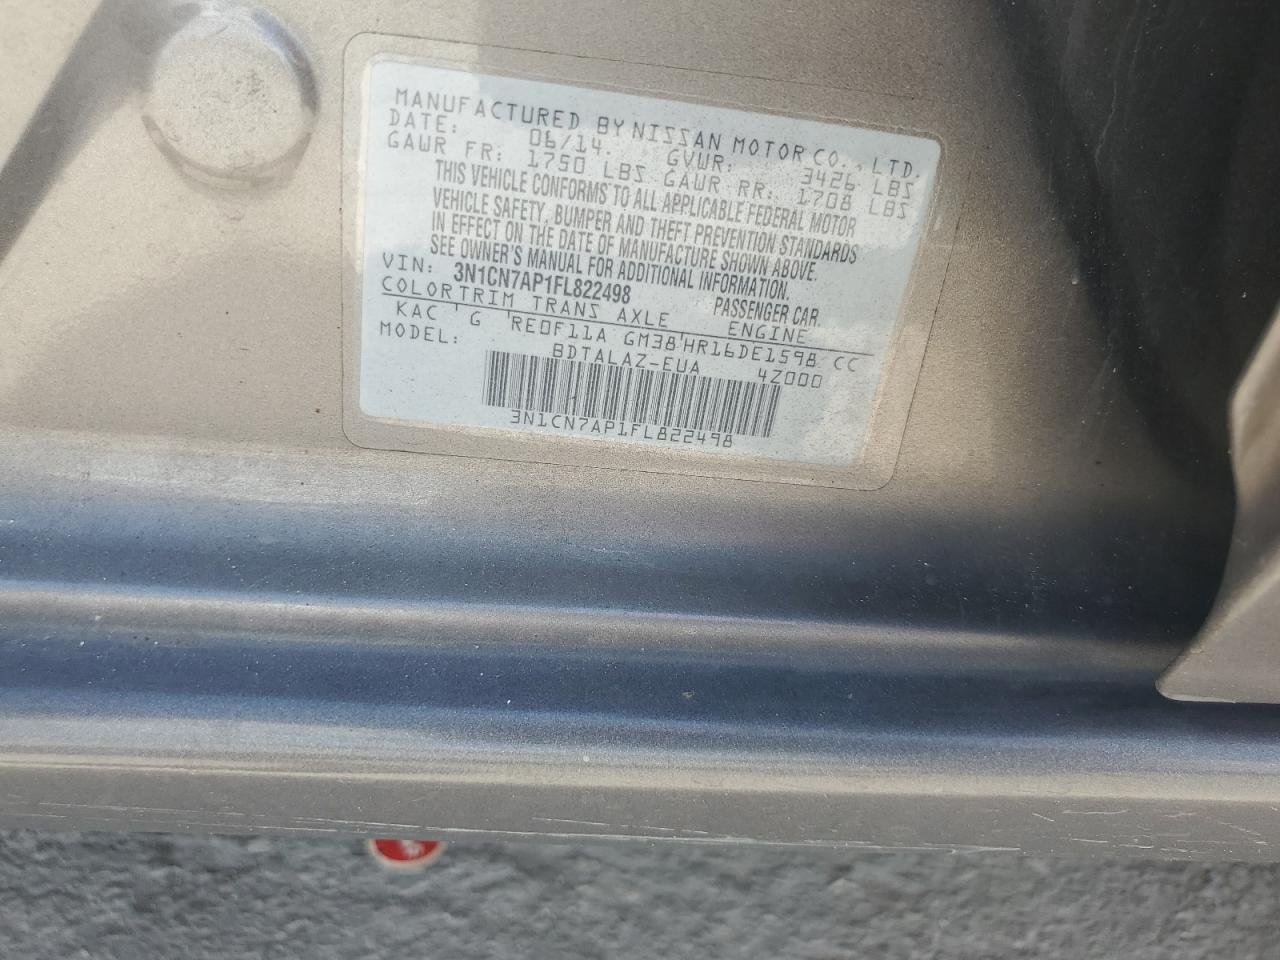 MANUFACTURED BY NISSAN MOTOR CO., LTD.
DATE: 06/14. GVWR: 3426 LBS
GAWR FR: 1750 LBS GAWR RR: 1708 LBS
THIS VEHICLE CONFORMS TO ALL APPLICABLE FEDERAL MOTOR
VEHICLE SAFETY, BUMPER AND THEFT PREVENTION STANDARDS
IN EFFECT ON THE DATE OF MANUFACTURE SHOWN ABOVE.
SEE OWNER'S MANUAL FOR ADDITIONAL INFORMATION.
VIN: 3N1CN7AP1FL822498 PASSENGER CAR.
COLOR TRIM TRANS AXLE ENGINE
KAC G RE0F11A GM38 HR16DE1598 CC
MODEL: BDTALAZ-EUA 4Z000
3N1CN7AP1FL822498